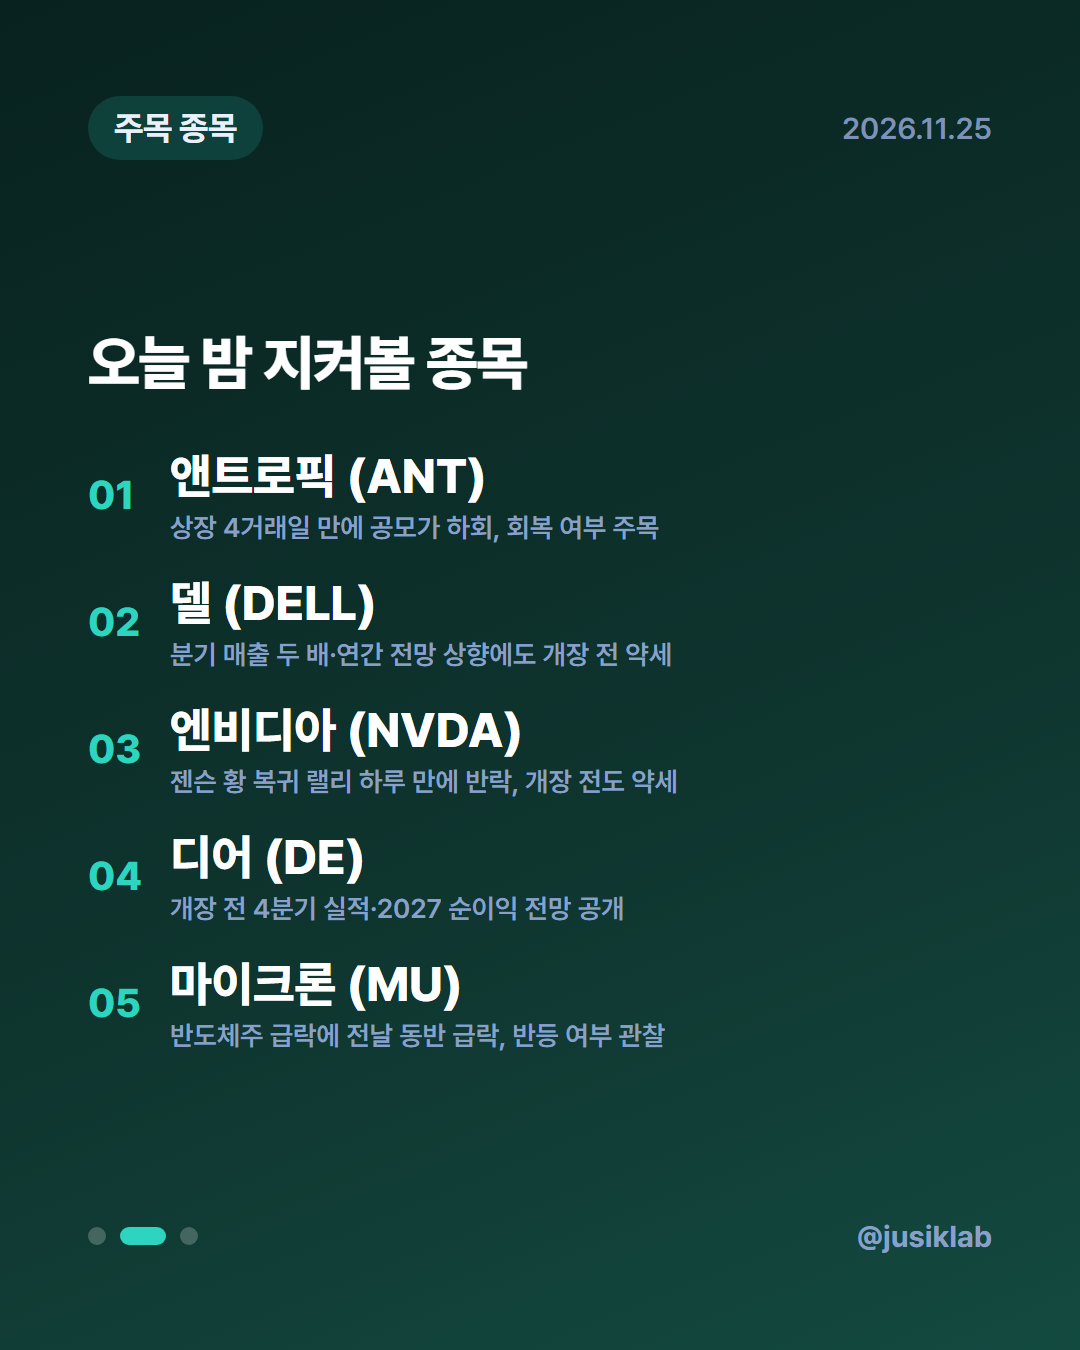 주목 종목
2026.11.25
오늘 밤 지켜볼 종목
01
앤트로픽 (ANT)
상장 4거래일 만에 공모가 하회, 회복 여부 주목
02
델 (DELL)
분기 매출 두 배·연간 전망 상향에도 개장 전 약세
03
엔비디아 (NVDA)
젠슨 황 복귀 랠리 하루 만에 반락, 개장 전도 약세
04
디어 (DE)
개장 전 4분기 실적·2027 순이익 전망 공개
05
마이크론 (MU)
반도체주 급락에 전날 동반 급락, 반등 여부 관찰
@jusiklab